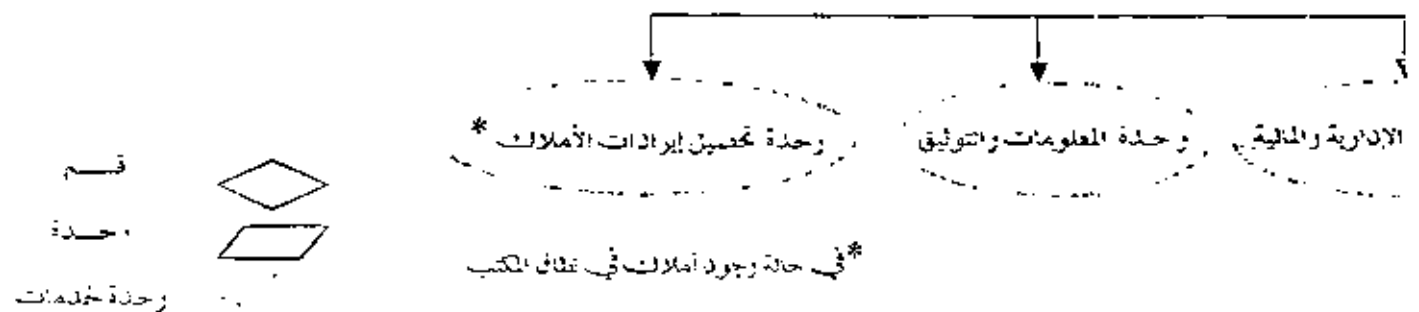 الإدارية والمالية
وحدة المعلومات والتوثيق
وحدة تحصيل إيرادات الأملاك *
*في حالة وجود أملاك في نطاق المكتب
قسم
وحدة
وحدة خدمات